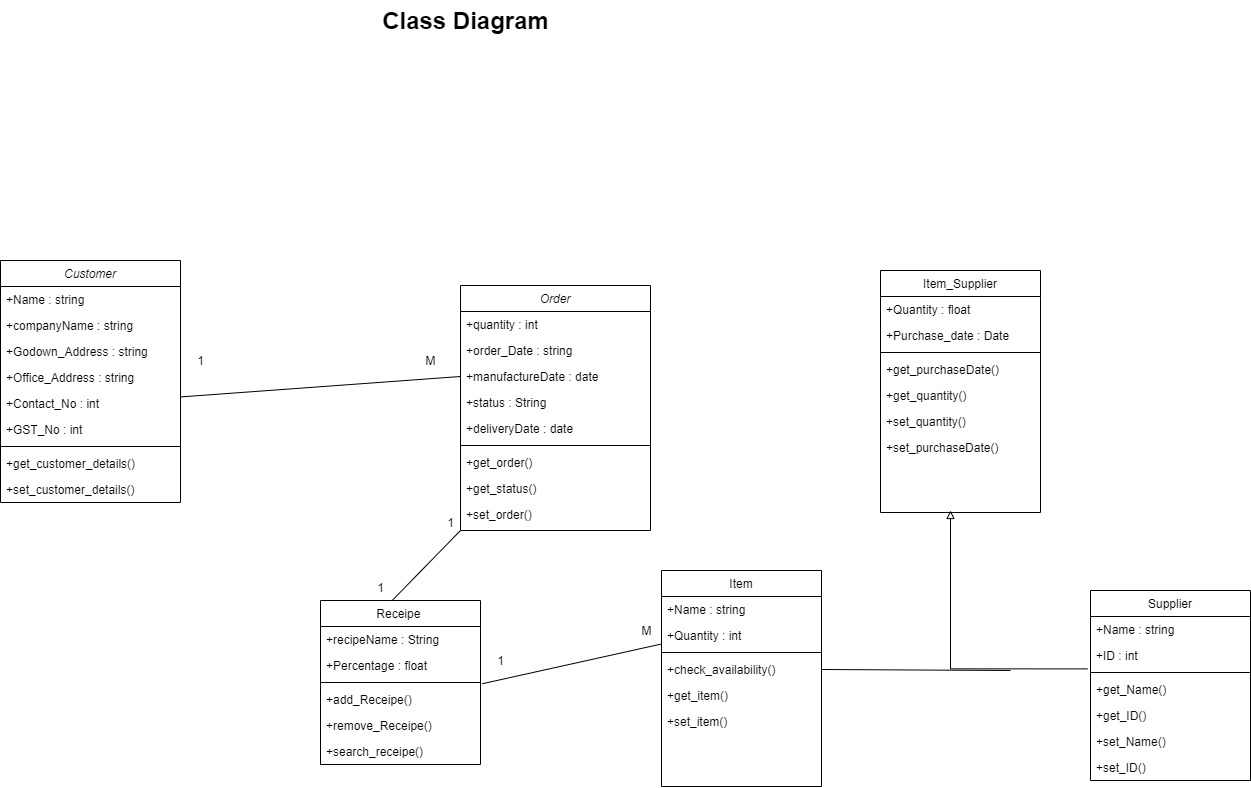 Class Diagram
Customer
+Name : string
+companyName : string
+Godown_Address : string
+Office_Address : string
+Contact_No : int
+GST_No : int
+get_customer_details()
+set_customer_details()
1
M
Order
+quantity : int
+order_Date : string
+manufactureDate : date
+status : String
+deliveryDate : date
+get_order()
+get_status()
+set_order()
Item_Supplier
+Quantity : float
+Purchase_date : Date
+get_purchaseDate()
+get_quantity()
+set_quantity()
+set_purchaseDate()
1
1
Receipe
+recipeName : String
+Percentage : float
+add_Receipe()
+remove_Receipe()
+search_receipe()
1
M
Item
+Name : string
+Quantity : int
+check_availability()
+get_item()
+set_item()
Supplier
+Name : string
+ID : int
+get_Name()
+get_ID()
+set_Name()
+set_ID()